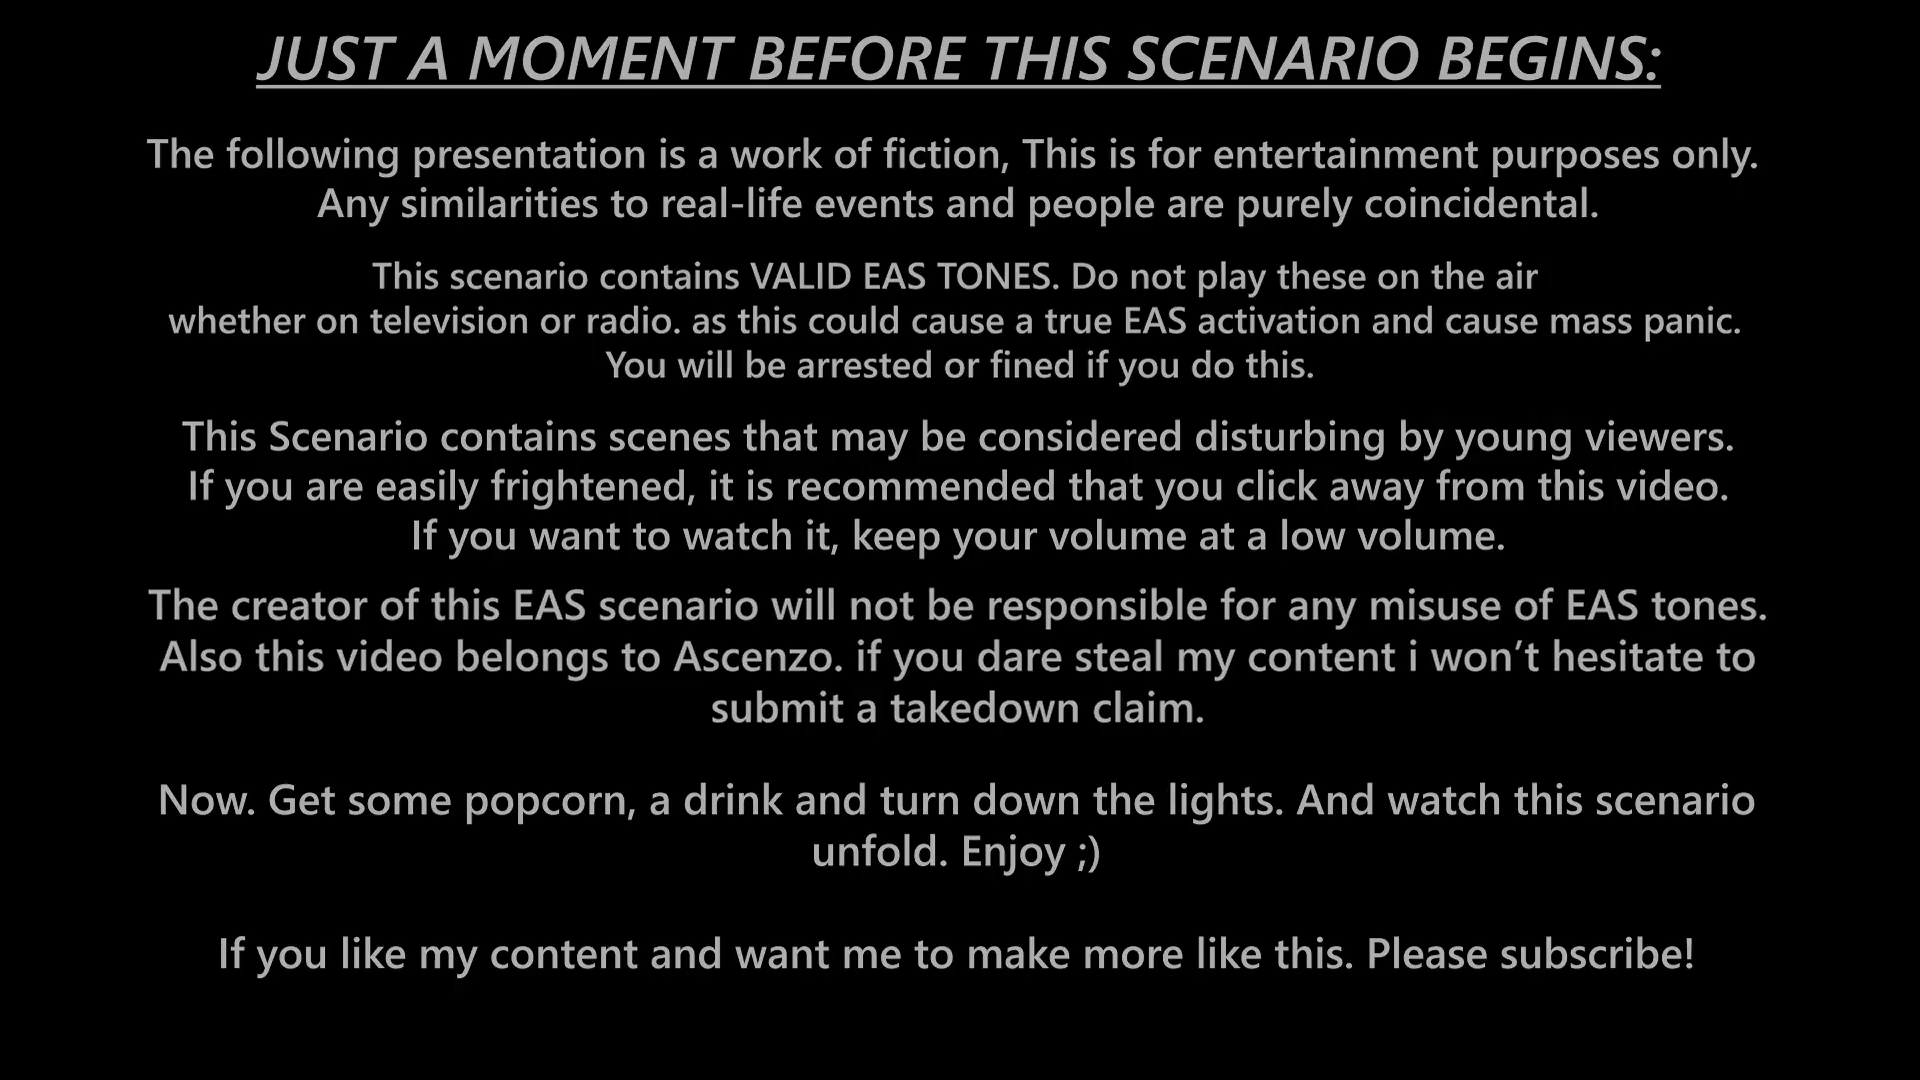 JUST A MOMENT BEFORE THIS SCENARIO BEGINS:
The following presentation is a work of fiction, This is for entertainment purposes only.
Any similarities to real-life events and people are purely coincidental.
This scenario contains VALID EAS TONES. Do not play these on the air
whether on television or radio. as this could cause a true EAS activation and cause mass panic.
You will be arrested or fined if you do this.
This Scenario contains scenes that may be considered disturbing by young viewers.
If you are easily frightened, it is recommended that you click away from this video.
If you want to watch it, keep your volume at a low volume.
The creator of this EAS scenario will not be responsible for any misuse of EAS tones.
Also this video belongs to Ascenzo. if you dare steal my content i won’t hesitate to
submit a takedown claim.
Now. Get some popcorn, a drink and turn down the lights. And watch this scenario
unfold. Enjoy ;)
If you like my content and want me to make more like this. Please subscribe!